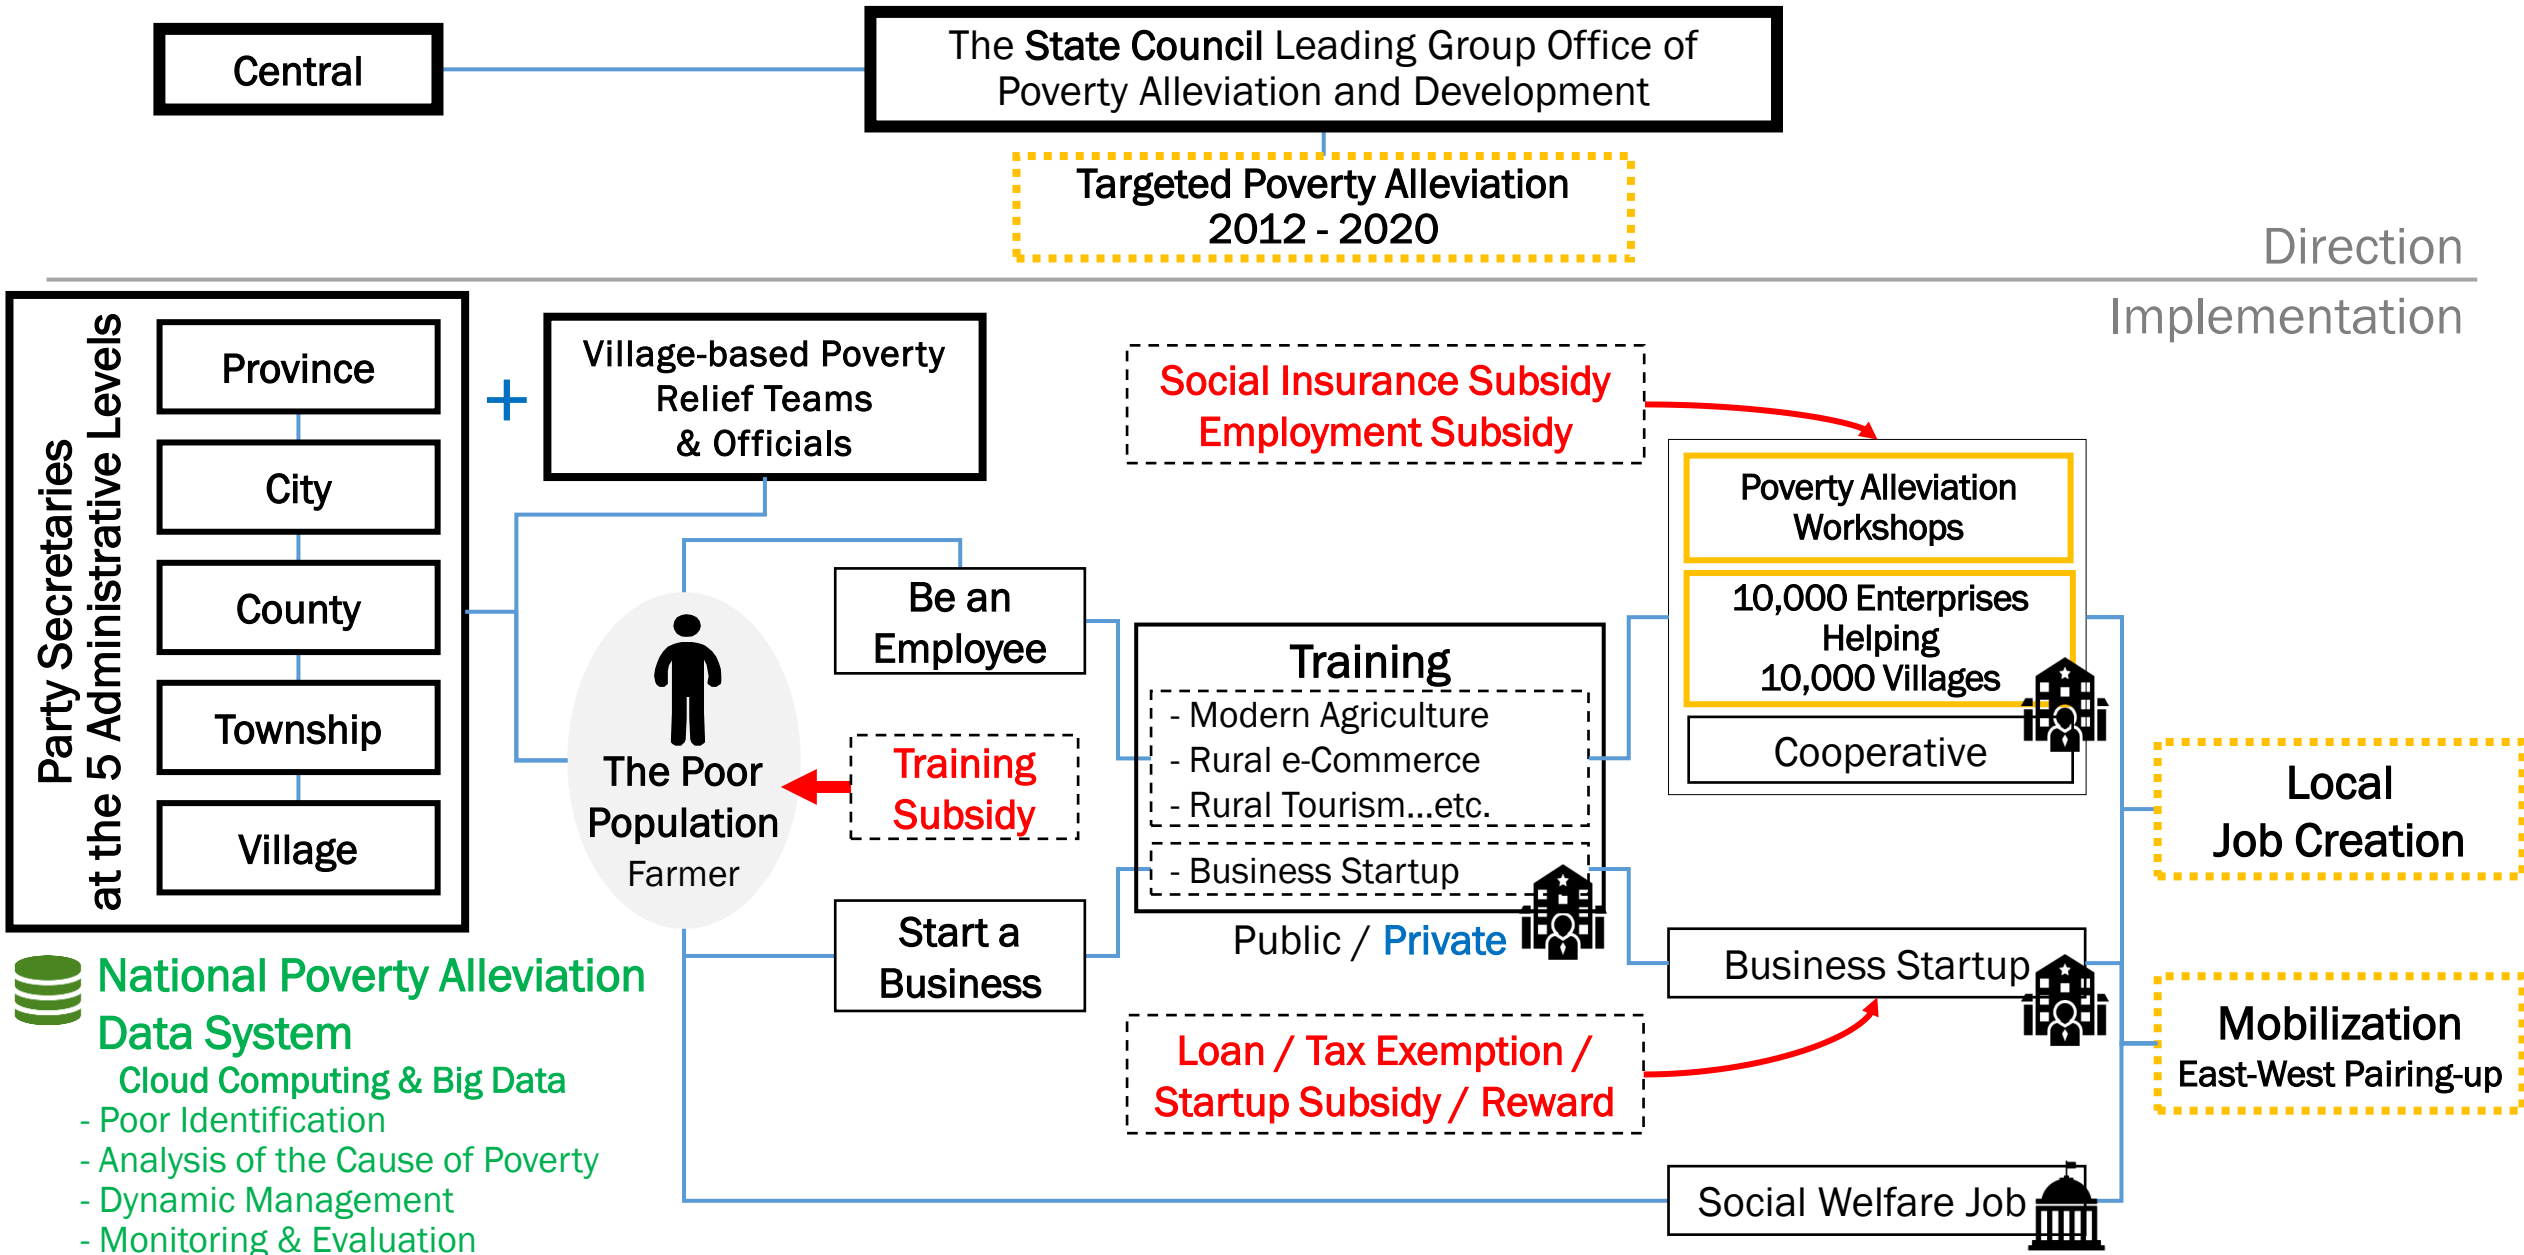 Central
The State Council Leading Group Office of
Poverty Alleviation and Development
Targeted Poverty Alleviation
2012 - 2020
Direction
Implementation
Party Secretaries
at the 5 Administrative Levels
Province
City
County
Township
Village
+
Village-based Poverty
Relief Teams
& Officials
National Poverty Alleviation
Data System
Cloud Computing & Big Data
- Poor Identification
- Analysis of the Cause of Poverty
- Dynamic Management
- Monitoring & Evaluation
The Poor
Population
Farmer
Be an
Employee
Training
Subsidy
Start a
Business
Training
- Modern Agriculture
- Rural e-Commerce
- Rural Tourism...etc.
- Business Startup
Public / Private
Social Insurance Subsidy
Employment Subsidy
Loan / Tax Exemption /
Startup Subsidy / Reward
Poverty Alleviation
Workshops
10,000 Enterprises
Helping
10,000 Villages
Cooperative
Business Startup
Social Welfare Job
Local
Job Creation
Mobilization
East-West Pairing-up